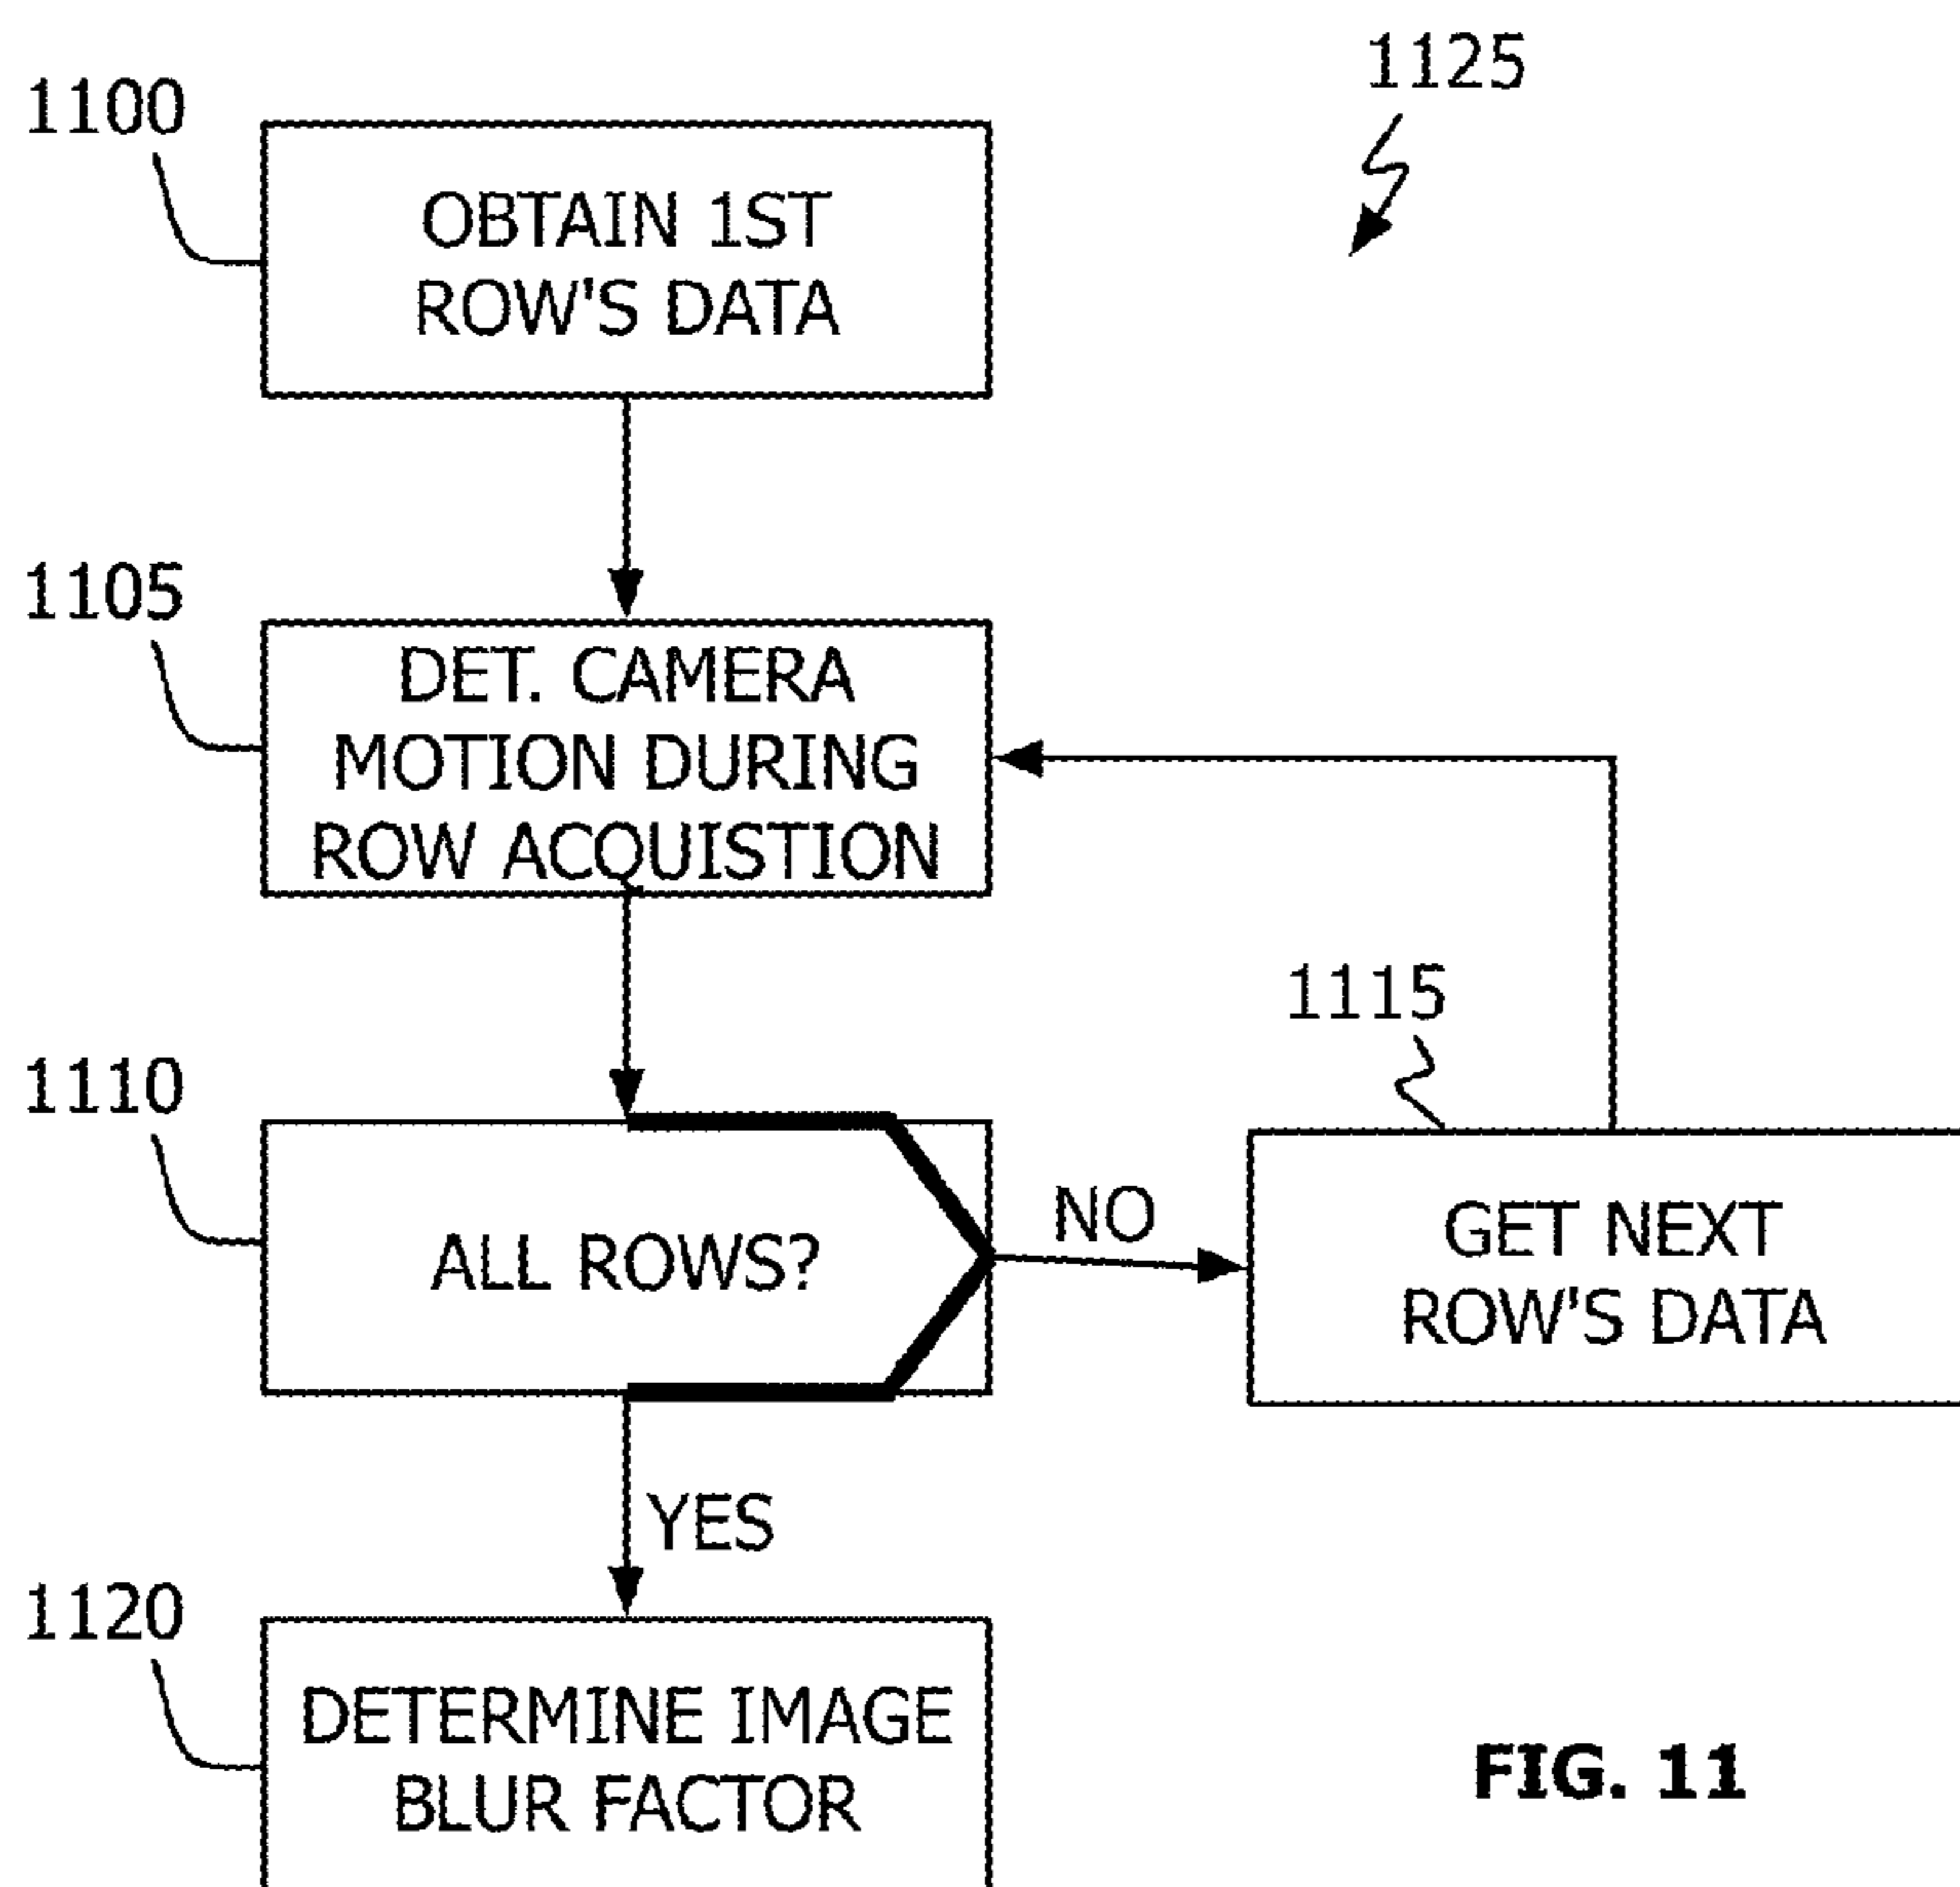 1125
1100
OBTAIN 1ST
ROW'S DATA
1105
DET. CAMERA
MOTION DURING
ROW ACQUISTION
1110
ALL ROWS?
NO
1115
GET NEXT
ROW'S DATA
YES
1120
DETERMINE IMAGE
BLUR FACTOR
FIG. 11